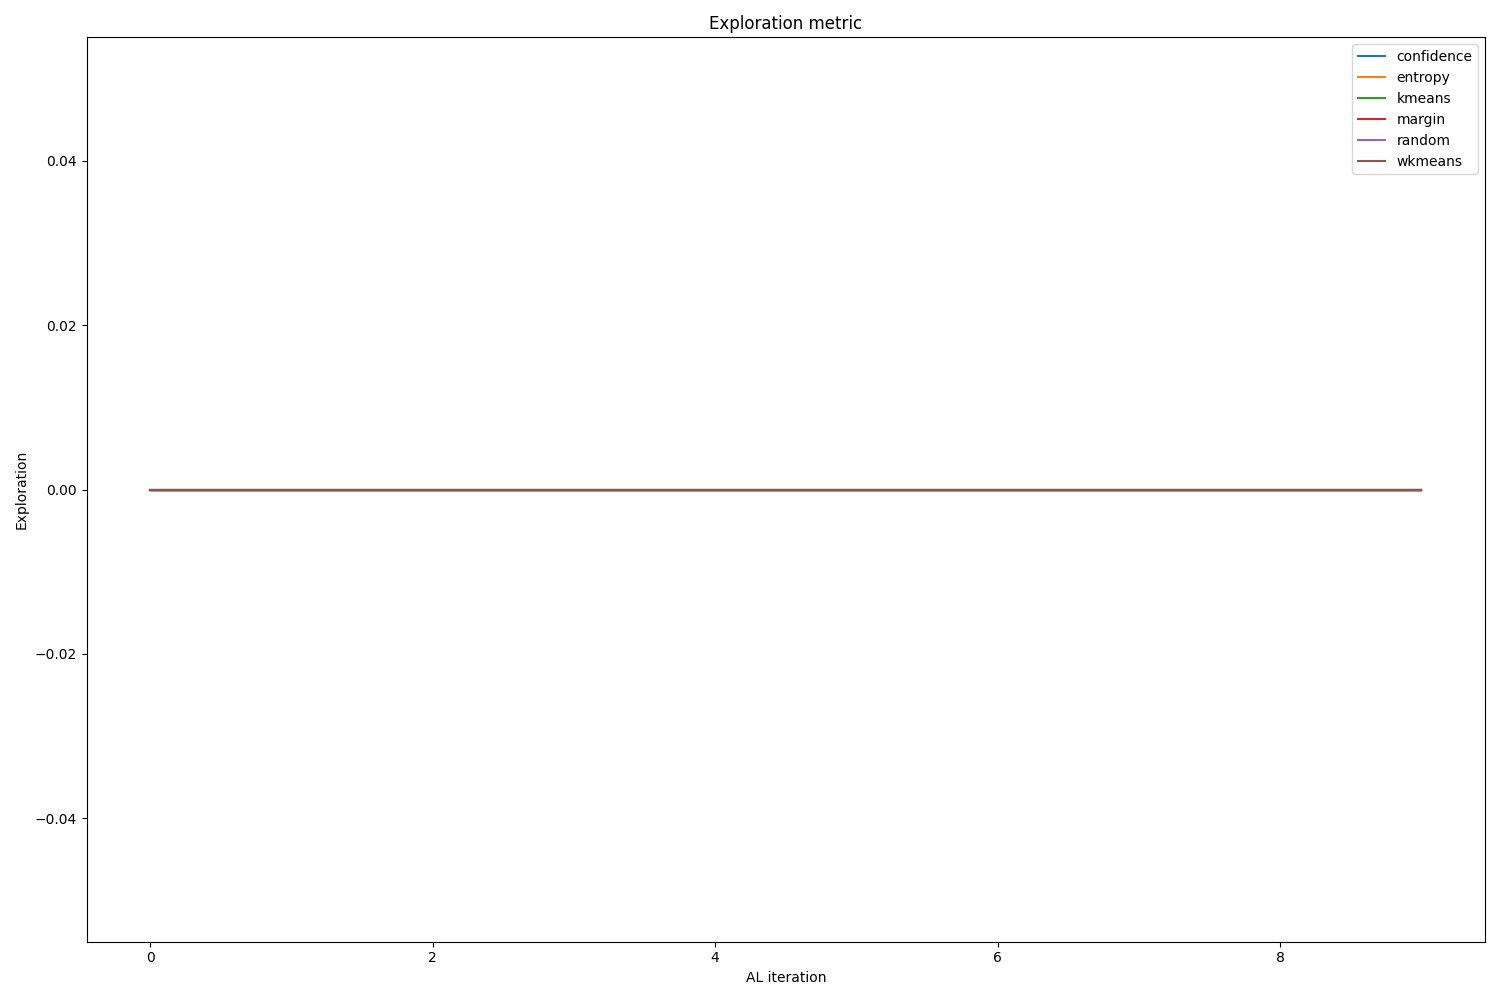 Exploration metric
confidence
entropy
kmeans
margin
random
wkmeans
0.04
0.02
0.00
−0.02
−0.04
Exploration
0 2 4 6 8
AL iteration